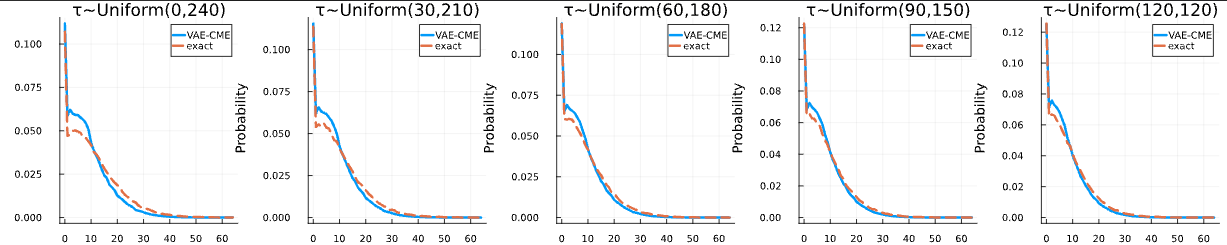 τ~Uniform(0,240)
VAE-CME
exact
0.100
0.075
0.050
0.025
0.000
0 10 20 30 40 50 60
τ~Uniform(30,210)
Probability
VAE-CME
exact
0.100
0.075
0.050
0.025
0.000
0 10 20 30 40 50 60
τ~Uniform(60,180)
Probability
VAE-CME
exact
0.100
0.075
0.050
0.025
0.000
0 10 20 30 40 50 60
τ~Uniform(90,150)
Probability
VAE-CME
exact
0.12
0.10
0.08
0.06
0.04
0.02
0.00
0 10 20 30 40 50 60
τ~Uniform(120,120)
Probability
VAE-CME
exact
0.12
0.10
0.08
0.06
0.04
0.02
0.00
0 10 20 30 40 50 60